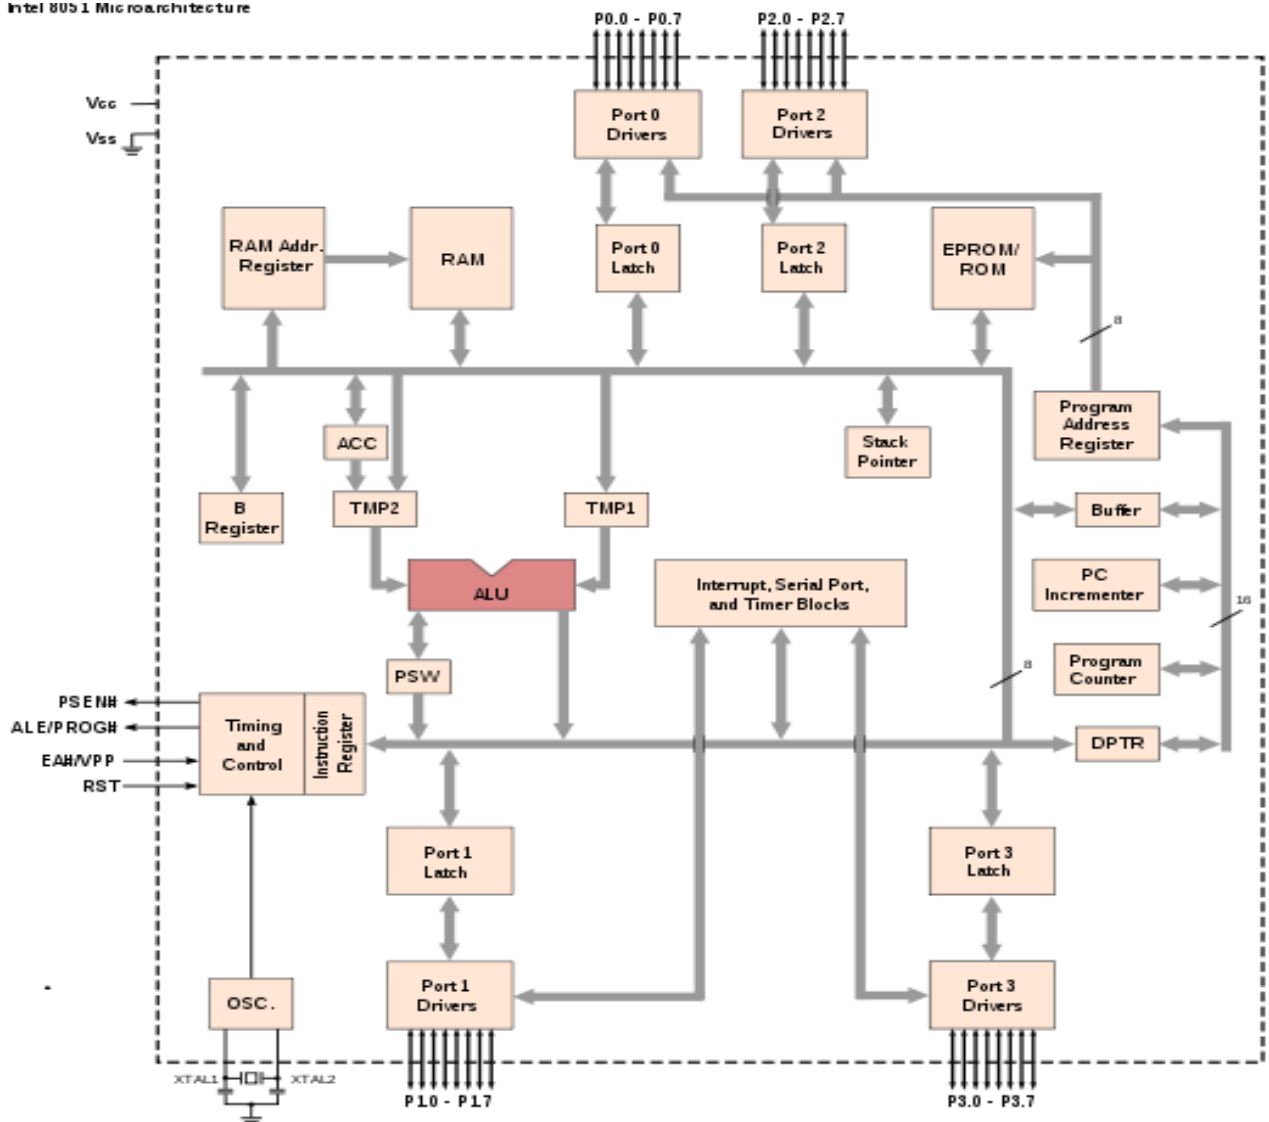 Intel 8051 Microarchitecture
P0.0 - P0.7
P2.0 - P2.7
Vcc
Vss
Port 0
Drivers
Port 2
Drivers
RAM Addr.
Register
RAM
Port 0
Latch
Port 2
Latch
EPROM/
ROM
8
Program
Address
Register
ACC
Stack
Pointer
B
Register
TMP2
TMP1
Buffer
ALU
Interrupt, Serial Port,
and Timer Blocks
PC
Incrementer
16
PSW
8
Program
Counter
PSEN#
ALE/PROG#
EA#/VPP
RST
Timing
and
Control
Instruction
Register
DPTR
Port 1
Latch
Port 3
Latch
OSC.
Port 1
Drivers
Port 3
Drivers
XTAL1
XTAL2
P1.0 - P1.7
P3.0 - P3.7